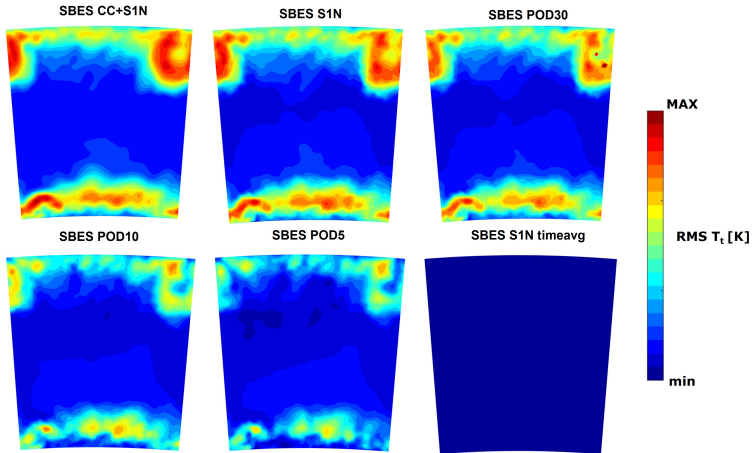 SBES CC+S1N
SBES S1N
SBES POD30
MAX
RMS Tt [K]
min
SBES POD10
SBES POD5
SBES S1N timeavg